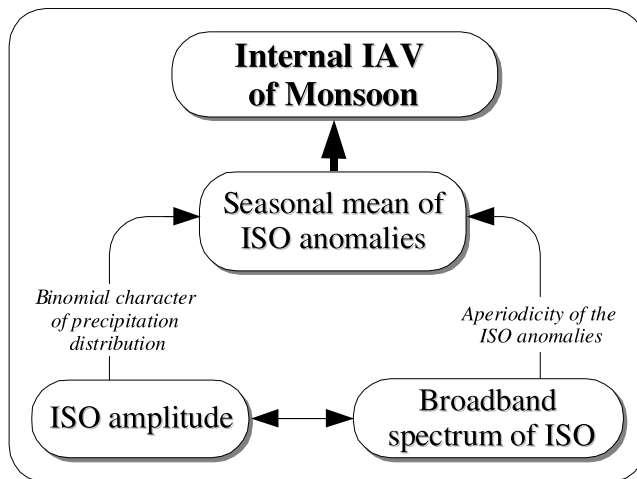 Internal IAV
of Monsoon
Seasonal mean of
ISO anomalies
Binomial character
of precipitation
distribution
Aperiodicity of the
ISO anomalies
ISO amplitude
Broadband
spectrum of ISO